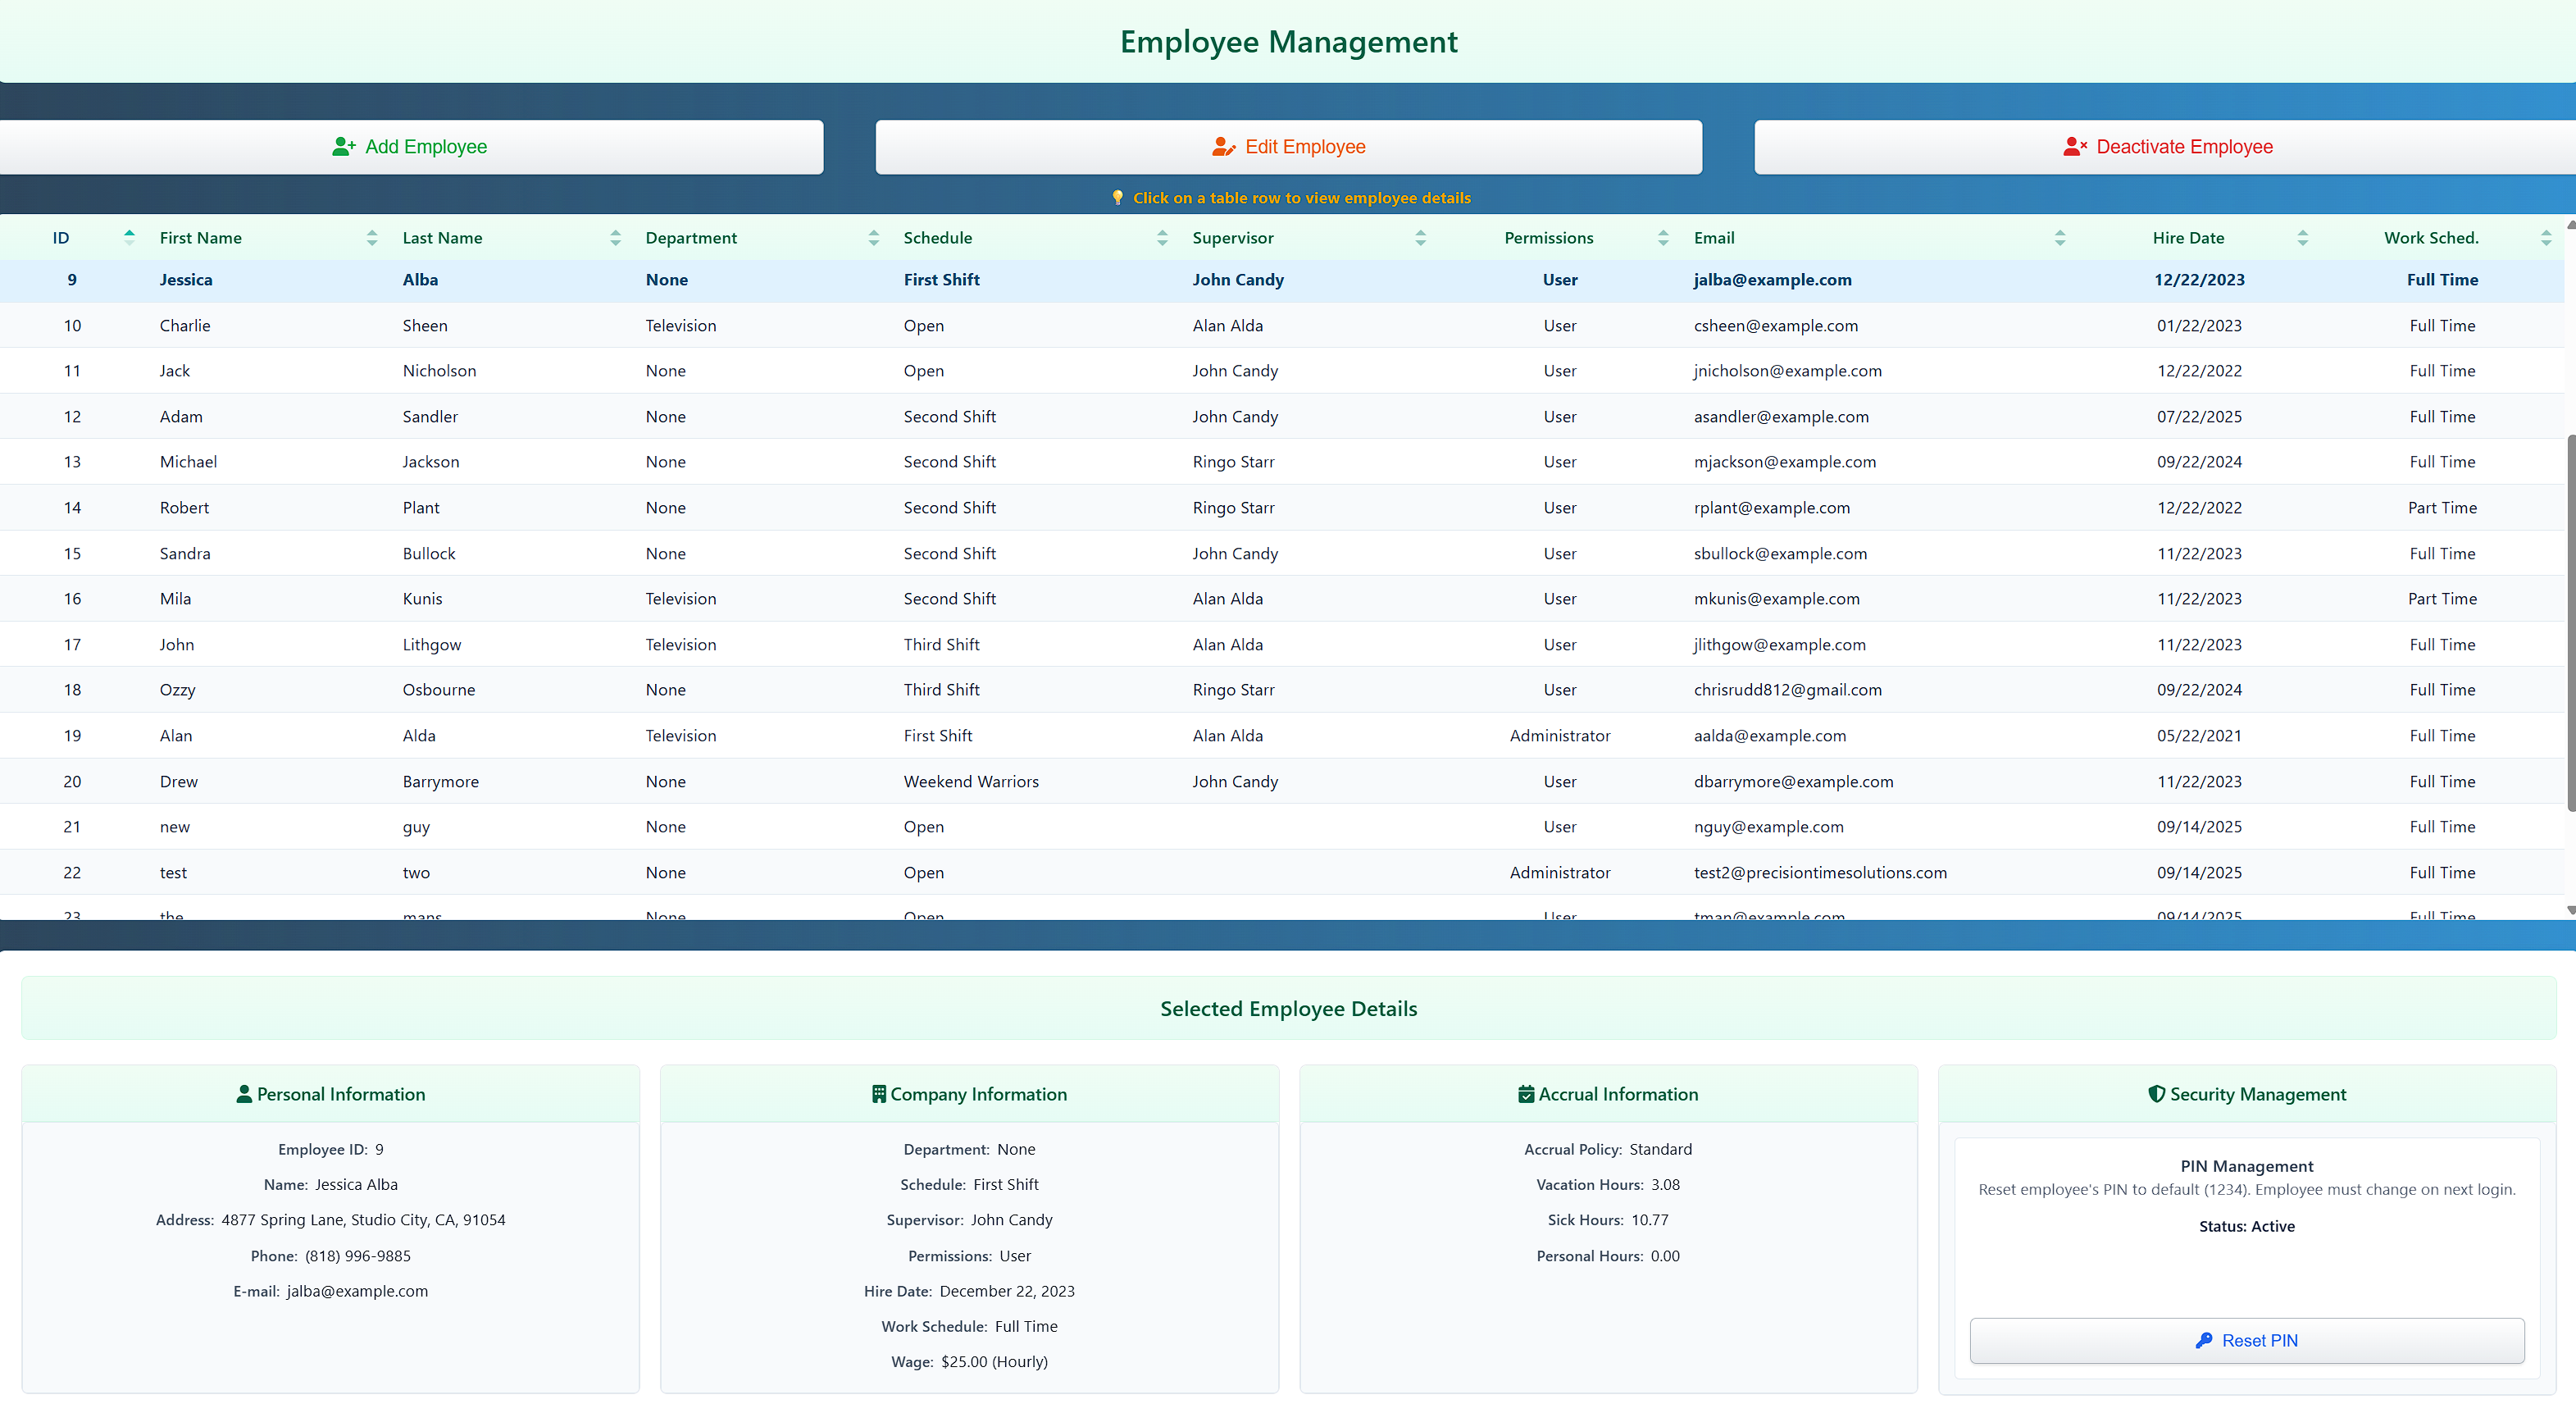 Employee Management
Add Employee Edit Employee Deactivate Employee
Click on a table row to view employee details
ID First Name Last Name Department Schedule Supervisor Permissions Email Hire Date Work Sched.
9 Jessica Alba None First Shift John Candy User jalba@example.com 12/22/2023 Full Time
10 Charlie Sheen Television Open Alan Alda User csheen@example.com 01/22/2023 Full Time
11 Jack Nicholson None Open John Candy User jnicholson@example.com 12/22/2022 Full Time
12 Adam Sandler None Second Shift John Candy User asandler@example.com 07/22/2025 Full Time
13 Michael Jackson None Second Shift Ringo Starr User mjackson@example.com 09/22/2024 Full Time
14 Robert Plant None Second Shift Ringo Starr User rplant@example.com 12/22/2022 Part Time
15 Sandra Bullock None Second Shift John Candy User sbullock@example.com 11/22/2023 Full Time
16 Mila Kunis Television Second Shift Alan Alda User mkunis@example.com 11/22/2023 Part Time
17 John Lithgow Television Third Shift Alan Alda User jlithgow@example.com 11/22/2023 Full Time
18 Ozzy Osbourne None Third Shift Ringo Starr User chrisrudd812@gmail.com 09/22/2024 Full Time
19 Alan Alda Television First Shift Alan Alda Administrator aalda@example.com 05/22/2021 Full Time
20 Drew Barrymore None Weekend Warriors John Candy User dbarrymore@example.com 11/22/2023 Full Time
21 new guy None Open User nguy@example.com 09/14/2025 Full Time
22 test two None Open Administrator test2@precisiontimesolutions.com 09/14/2025 Full Time
23 the mans None Open User tman@example.com 09/14/2025 Full Time
Selected Employee Details
Personal Information
Employee ID: 9
Name: Jessica Alba
Address: 4877 Spring Lane, Studio City, CA, 91054
Phone: (818) 996-9885
E-mail: jalba@example.com
Company Information
Department: None
Schedule: First Shift
Supervisor: John Candy
Permissions: User
Hire Date: December 22, 2023
Work Schedule: Full Time
Wage: $25.00 (Hourly)
Accrual Information
Accrual Policy: Standard
Vacation Hours: 3.08
Sick Hours: 10.77
Personal Hours: 0.00
Security Management
PIN Management
Reset employee's PIN to default (1234). Employee must change on next login.
Status: Active
Reset PIN